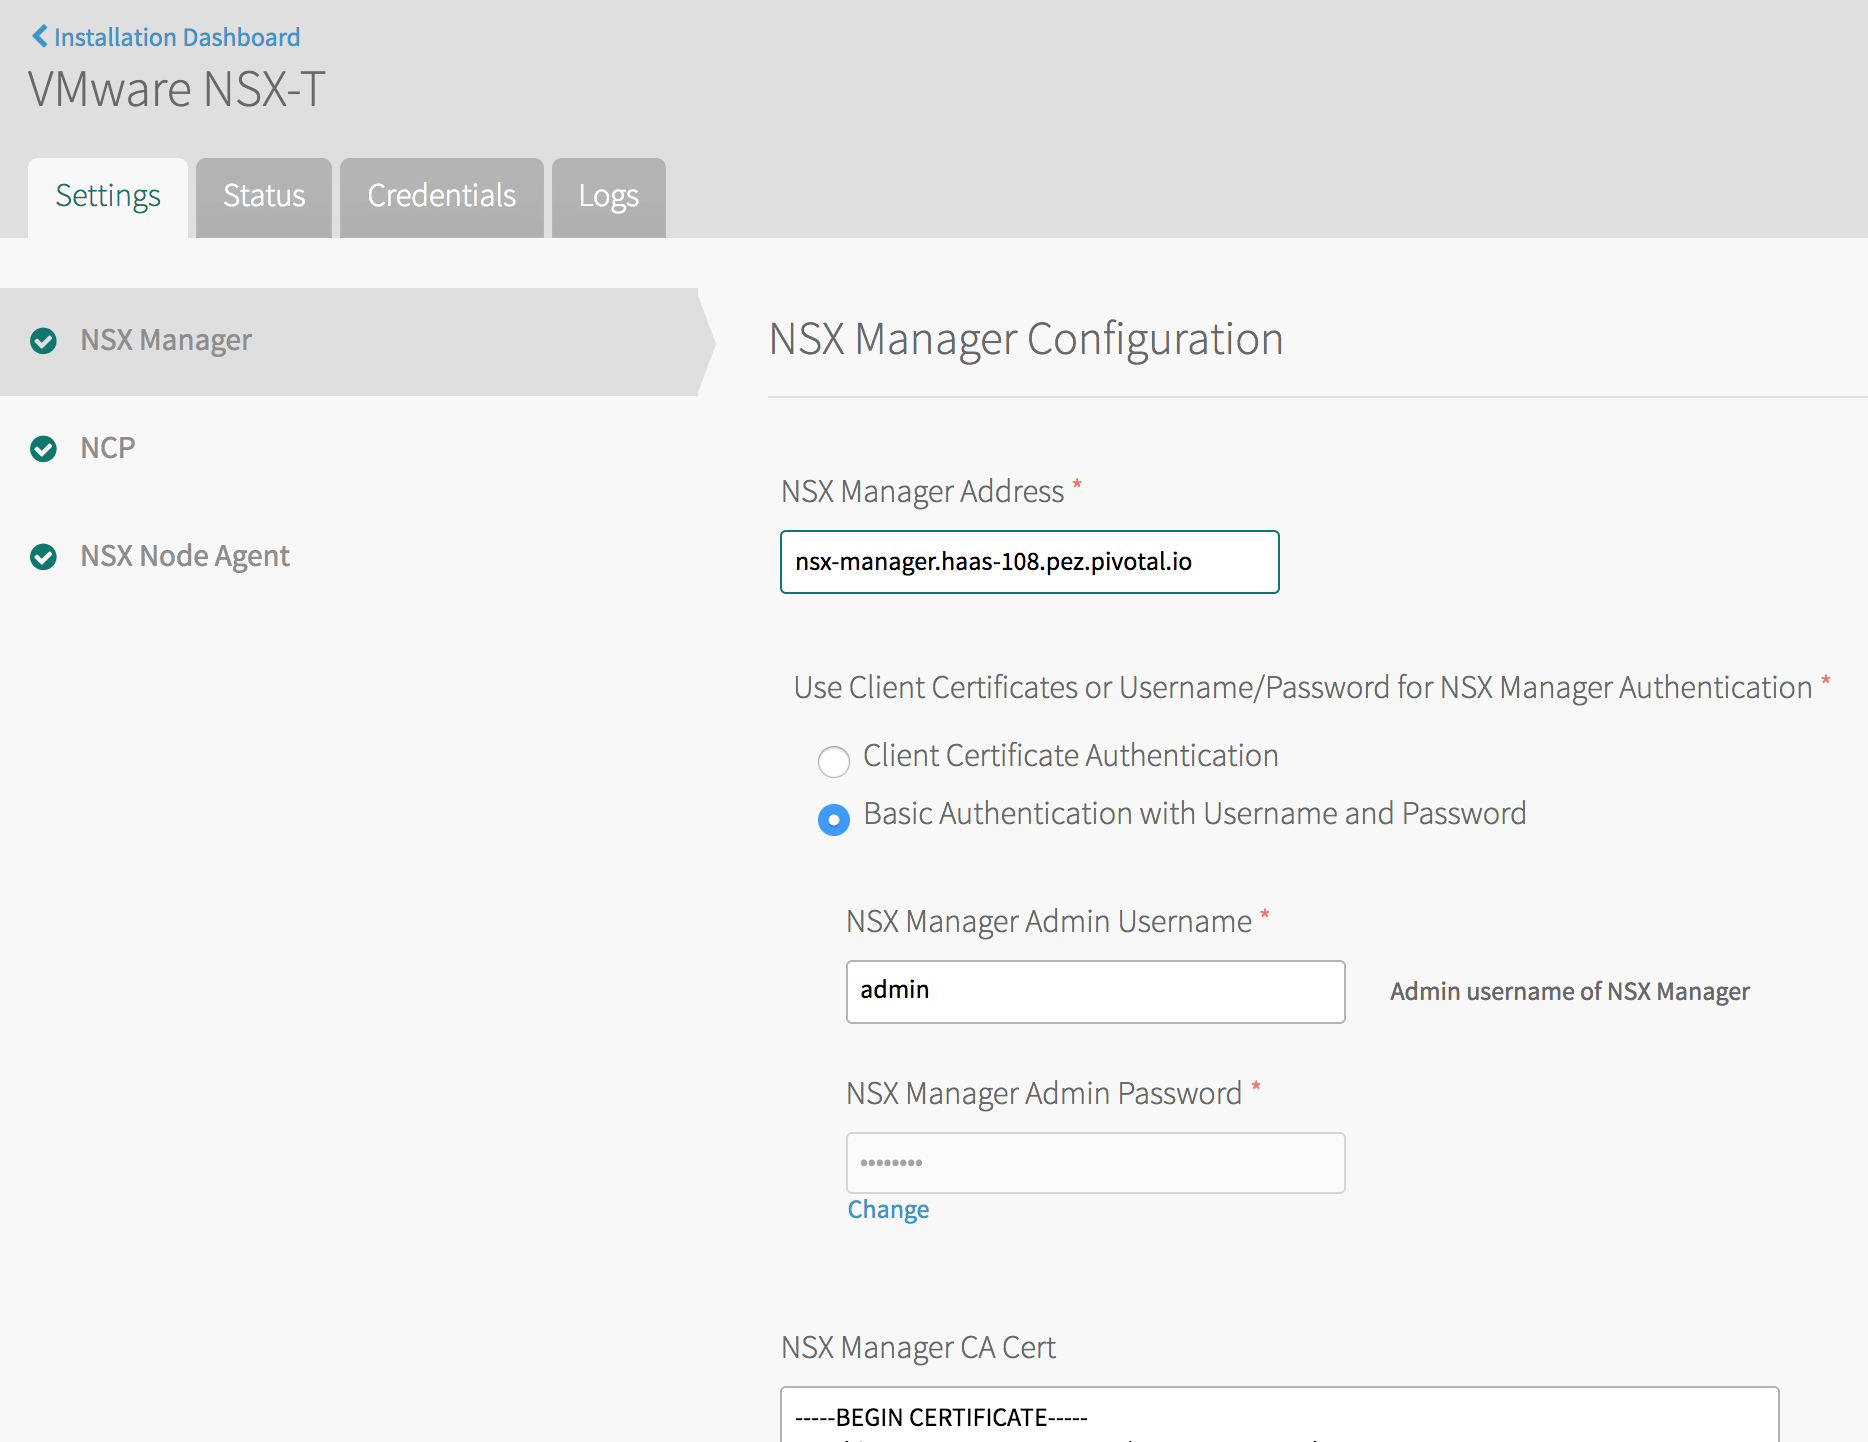 Installation Dashboard
VMware NSX-T
Settings Status Credentials Logs
NSX Manager
NCP
NSX Node Agent
NSX Manager Configuration
NSX Manager Address *
nsx-manager.haas-108.pez.pivotal.io
Use Client Certificates or Username/Password for NSX Manager Authentication *
Client Certificate Authentication
Basic Authentication with Username and Password
NSX Manager Admin Username *
admin Admin username of NSX Manager
NSX Manager Admin Password *
••••••••
Change
NSX Manager CA Cert
-----BEGIN CERTIFICATE-----